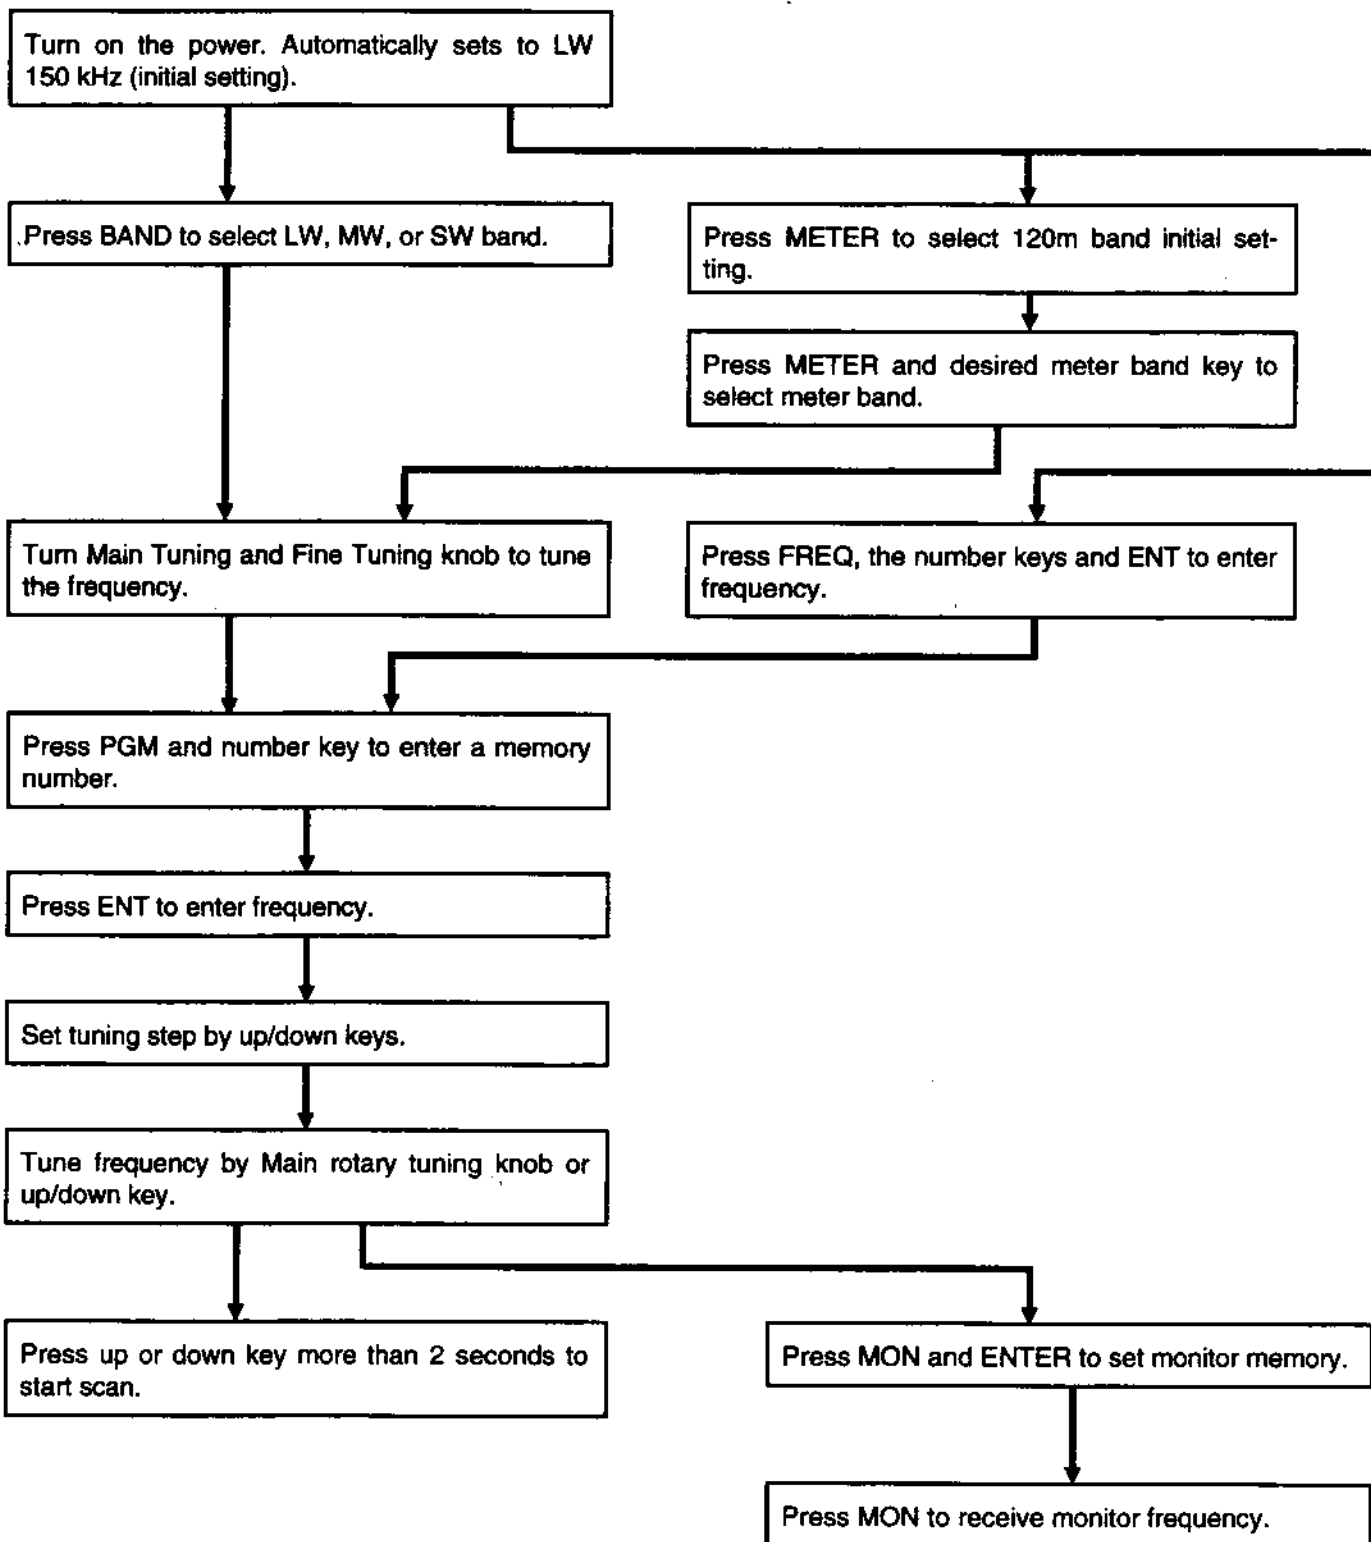 Turn on the power. Automatically sets to LW
150 kHz (initial setting).
Press BAND to select LW, MW, or SW band.
Press METER to select 120m band initial set-
ting.
Press METER and desired meter band key to
select meter band.
Turn Main Tuning and Fine Tuning knob to tune
the frequency.
Press FREQ, the number keys and ENT to enter
frequency.
Press PGM and number key to enter a memory
number.
Press ENT to enter frequency.
Set tuning step by up/down keys.
Tune frequency by Main rotary tuning knob or
up/down key.
Press up or down key more than 2 seconds to
start scan.
Press MON and ENTER to set monitor memory.
Press MON to receive monitor frequency.